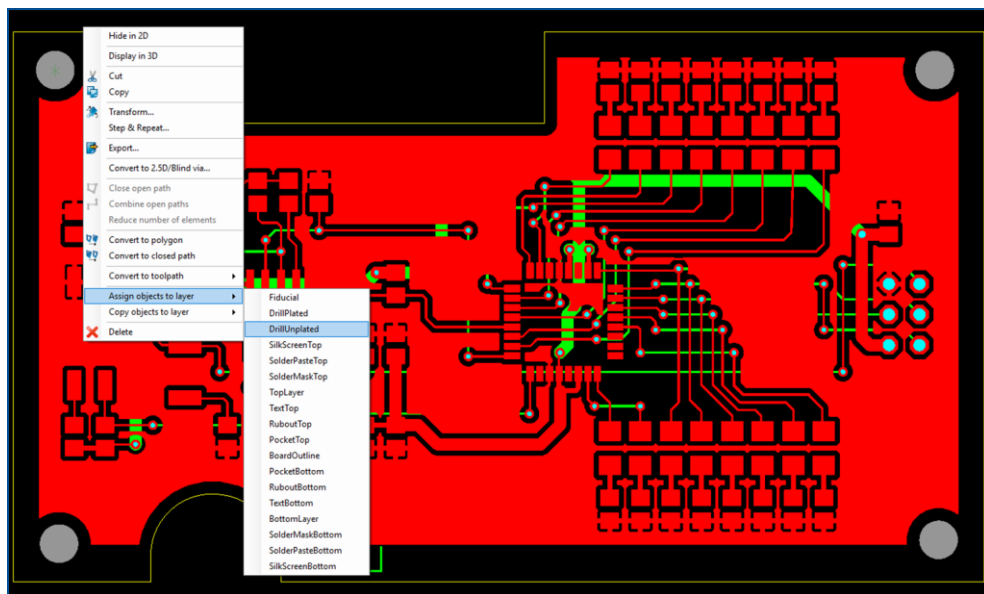 Hide in 2D
Display in 3D
Cut
Copy
Transform...
Step & Repeat...
Export...
Convert to 2.5D/Blind via...
Close open path
Combine open paths
Reduce number of elements
Convert to polygon
Convert to closed path
Convert to toolpath
Assign objects to layer
Copy objects to layer
Delete
Fiducial
DrillPlated
DrillUnplated
SilkScreenTop
SolderPasteTop
SolderMaskTop
TopLayer
TextTop
RuboutTop
PocketTop
BoardOutline
PocketBottom
RuboutBottom
TextBottom
BottomLayer
SolderMaskBottom
SolderPasteBottom
SilkScreenBottom